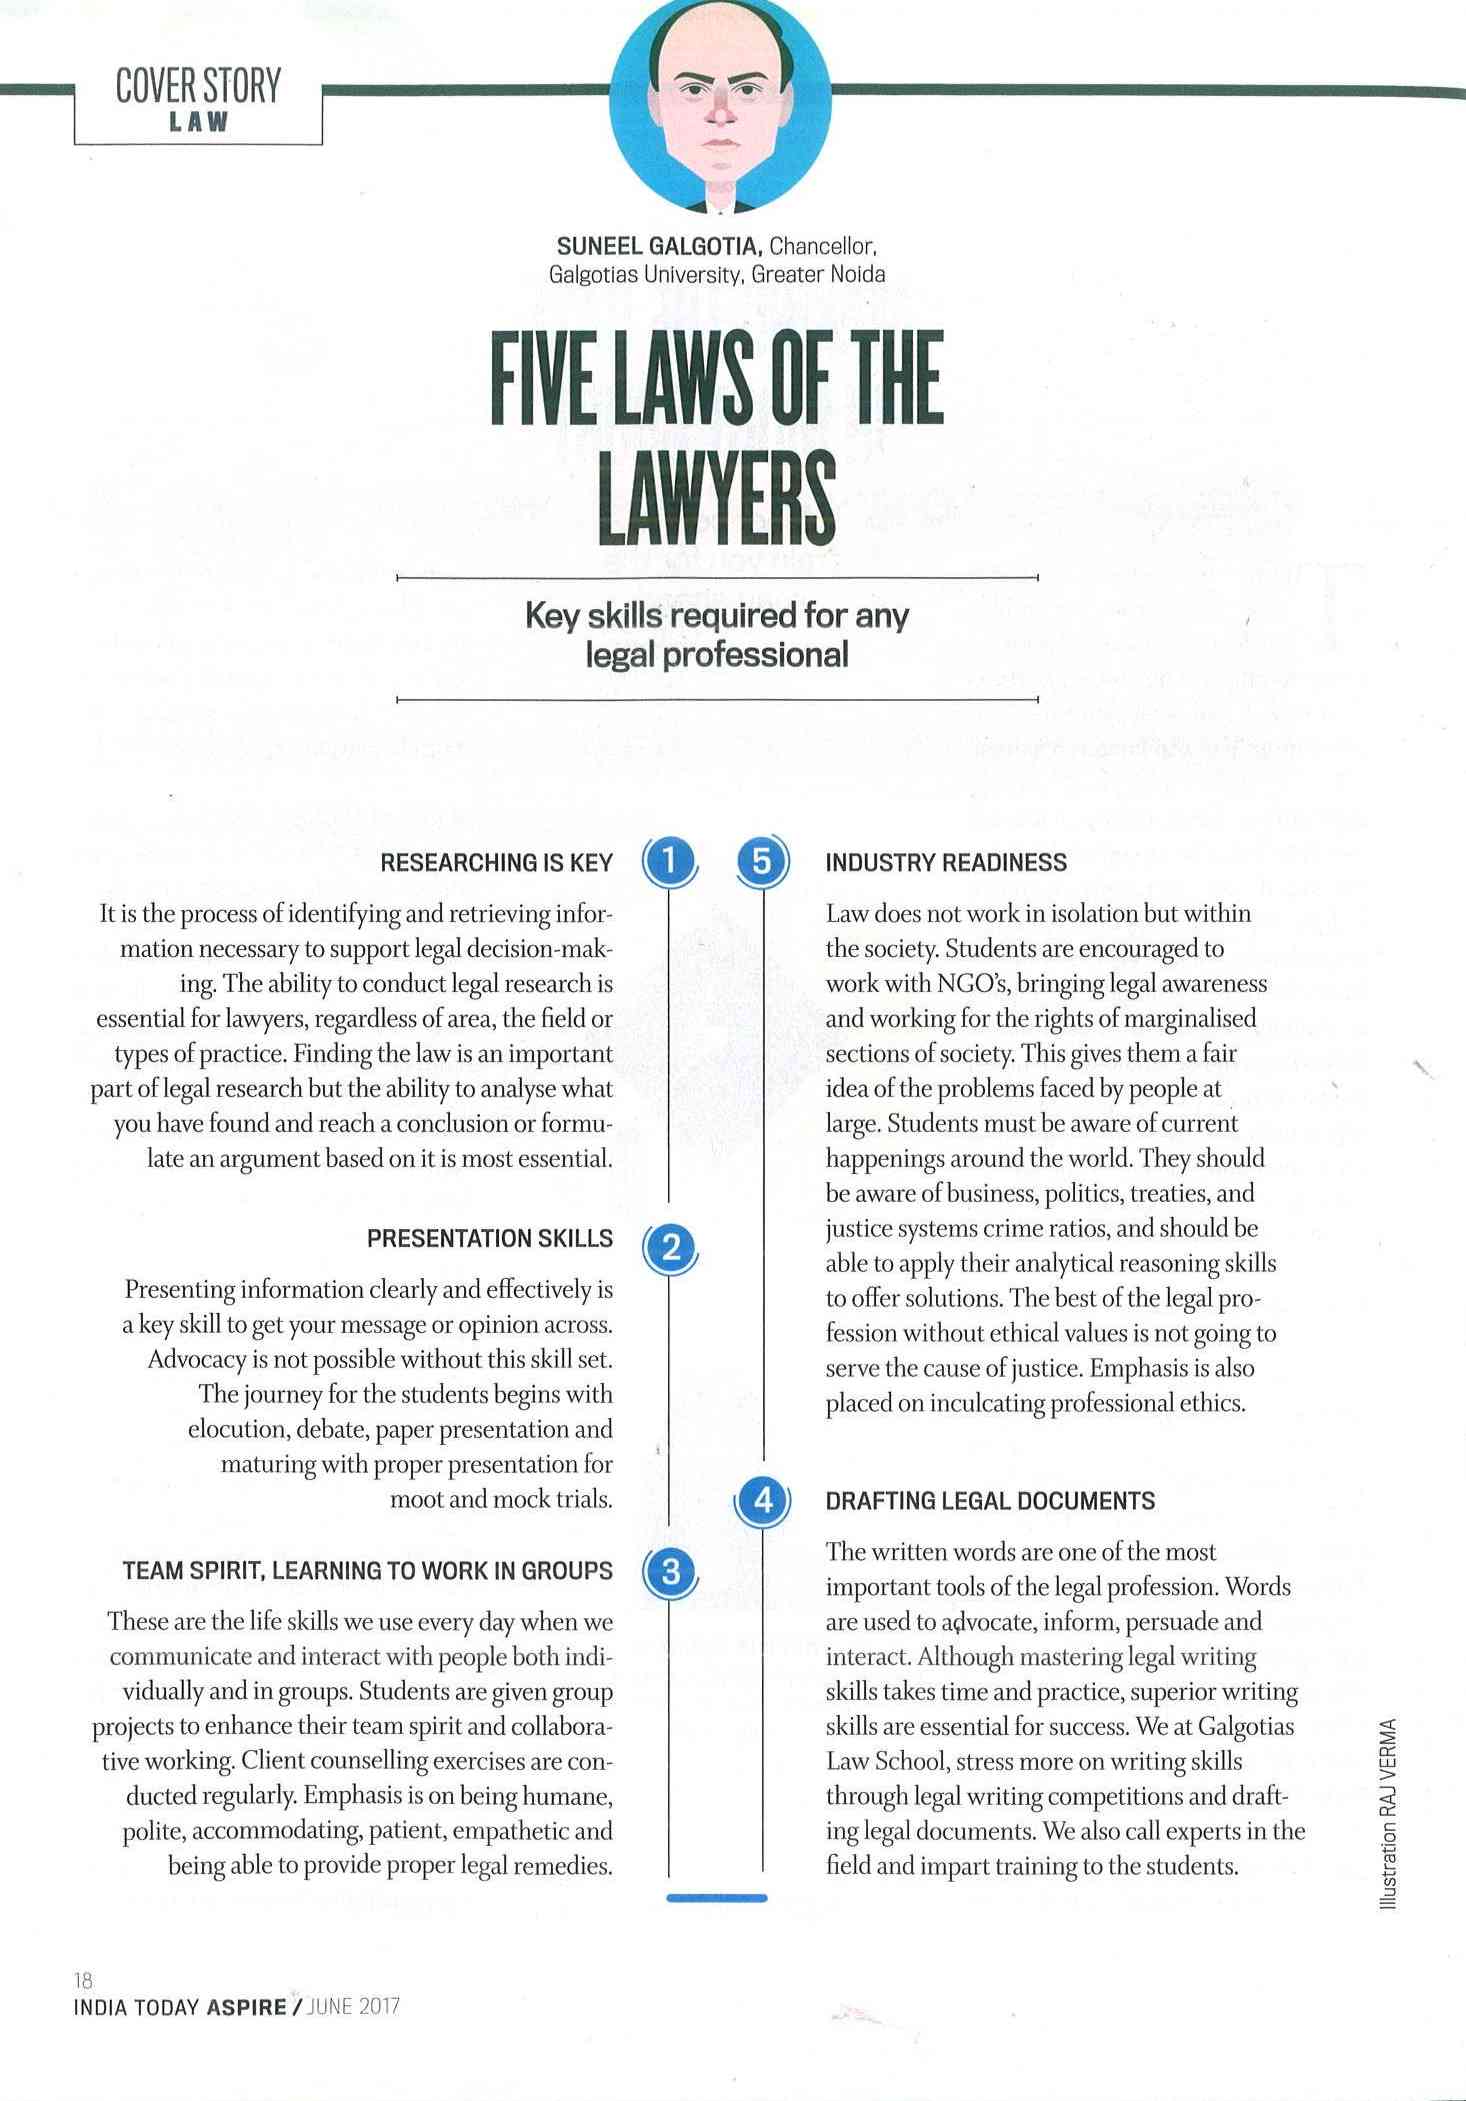 COVER STORY
LAW
SUNEEL GALGOTIA, Chancellor,
Galgotias University, Greater Noida
FIVE LAWS OF THE
LAWYERS
Key skills required for any
legal professional
RESEARCHING IS KEY
1
It is the process of identifying and retrieving infor-
mation necessary to support legal decision-mak-
ing. The ability to conduct legal research is
essential for lawyers, regardless of area, the field or
types of practice. Finding the law is an important
part of legal research but the ability to analyse what
you have found and reach a conclusion or formu-
late an argument based on it is most essential.
PRESENTATION SKILLS
2
Presenting information clearly and effectively is
a key skill to get your message or opinion across.
Advocacy is not possible without this skill set.
The journey for the students begins with
elocution, debate, paper presentation and
maturing with proper presentation for
moot and mock trials.
TEAM SPIRIT, LEARNING TO WORK IN GROUPS
3
These are the life skills we use every day when we
communicate and interact with people both indi-
vidually and in groups. Students are given group
projects to enhance their team spirit and collabora-
tive working. Client counselling exercises are con-
ducted regularly. Emphasis is on being humane,
polite, accommodating, patient, empathetic and
being able to provide proper legal remedies.
5
INDUSTRY READINESS
Law does not work in isolation but within
the society. Students are encouraged to
work with NGO's, bringing legal awareness
and working for the rights of marginalised
sections of society. This gives them a fair
idea of the problems faced by people at
large. Students must be aware of current
happenings around the world. They should
be aware of business, politics, treaties, and
justice systems crime ratios, and should be
able to apply their analytical reasoning skills
to offer solutions. The best of the legal pro-
fession without ethical values is not going to
serve the cause of justice. Emphasis is also
placed on inculcating professional ethics.
4
DRAFTING LEGAL DOCUMENTS
The written words are one of the most
important tools of the legal profession. Words
are used to advocate, inform, persuade and
interact. Although mastering legal writing
skills takes time and practice, superior writing
skills are essential for success. We at Galgotias
Law School, stress more on writing skills
through legal writing competitions and draft-
ing legal documents. We also call experts in the
field and impart training to the students.
Illustration RAJ VERMA
18
INDIA TODAY ASPIRE / JUNE 2017